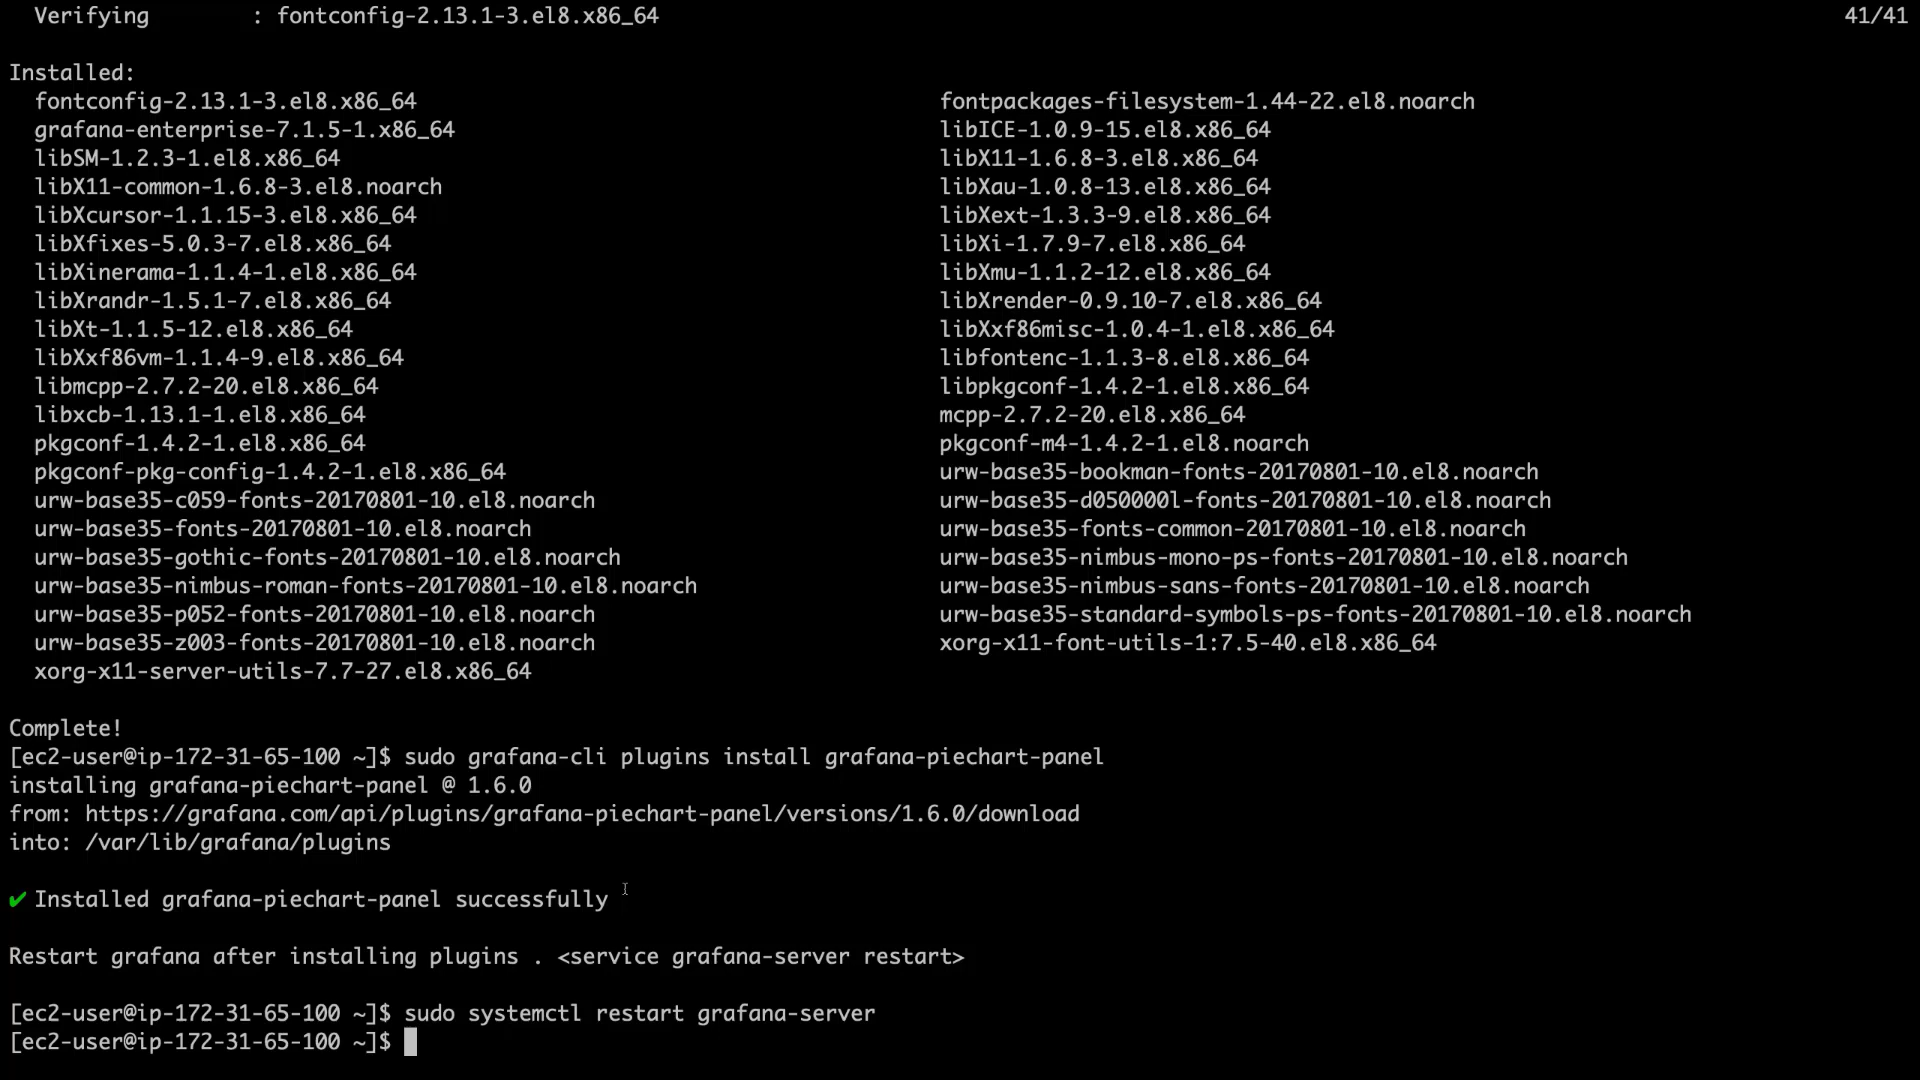 Verifying        : fontconfig-2.13.1-3.el8.x86_64        41/41
Installed:
fontconfig-2.13.1-3.el8.x86_64        fontpackages-filesystem-1.44-22.el8.noarch
grafana-enterprise-7.1.5-1.x86_64        libICE-1.0.9-15.el8.x86_64
libSM-1.2.3-1.el8.x86_64        libX11-1.6.8-3.el8.x86_64
libX11-common-1.6.8-3.el8.noarch        libXau-1.0.8-13.el8.x86_64
libXcursor-1.1.15-3.el8.x86_64        libXext-1.3.3-9.el8.x86_64
libXfixes-5.0.3-7.el8.x86_64        libXi-1.7.9-7.el8.x86_64
libXinerama-1.1.4-1.el8.x86_64        libXmu-1.1.2-12.el8.x86_64
libXrandr-1.5.1-7.el8.x86_64        libXrender-0.9.10-7.el8.x86_64
libXt-1.1.5-12.el8.x86_64        libXxf86misc-1.0.4-1.el8.x86_64
libXxf86vm-1.1.4-9.el8.x86_64        libfontenc-1.1.3-8.el8.x86_64
libmcpp-2.7.2-20.el8.x86_64        libpkgconf-1.4.2-1.el8.x86_64
libxcb-1.13.1-1.el8.x86_64        mcpp-2.7.2-20.el8.x86_64
pkgconf-1.4.2-1.el8.x86_64        pkgconf-m4-1.4.2-1.el8.noarch
pkgconf-pkg-config-1.4.2-1.el8.x86_64        urw-base35-bookman-fonts-20170801-10.el8.noarch
urw-base35-c059-fonts-20170801-10.el8.noarch        urw-base35-d050000l-fonts-20170801-10.el8.noarch
urw-base35-fonts-20170801-10.el8.noarch        urw-base35-fonts-common-20170801-10.el8.noarch
urw-base35-gothic-fonts-20170801-10.el8.noarch        urw-base35-nimbus-mono-ps-fonts-20170801-10.el8.noarch
urw-base35-nimbus-roman-fonts-20170801-10.el8.noarch        urw-base35-nimbus-sans-fonts-20170801-10.el8.noarch
urw-base35-p052-fonts-20170801-10.el8.noarch        urw-base35-standard-symbols-ps-fonts-20170801-10.el8.noarch
urw-base35-z003-fonts-20170801-10.el8.noarch        xorg-x11-font-utils-1:7.5-40.el8.x86_64
xorg-x11-server-utils-7.7-27.el8.x86_64
Complete!
[ec2-user@ip-172-31-65-100 ~]$ sudo grafana-cli plugins install grafana-piechart-panel
installing grafana-piechart-panel @ 1.6.0
from: https://grafana.com/api/plugins/grafana-piechart-panel/versions/1.6.0/download
into: /var/lib/grafana/plugins
✔ Installed grafana-piechart-panel successfully
Restart grafana after installing plugins . <service grafana-server restart>
[ec2-user@ip-172-31-65-100 ~]$ sudo systemctl restart grafana-server
[ec2-user@ip-172-31-65-100 ~]$